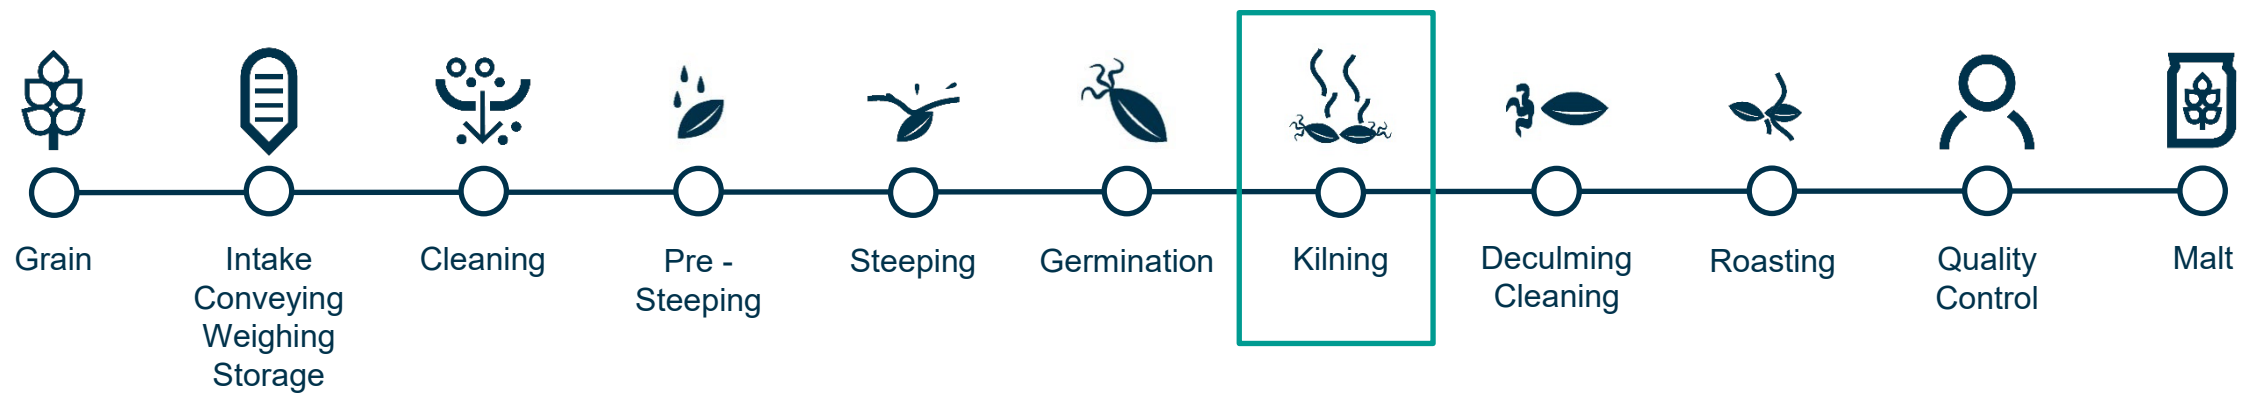 Grain
Intake
Conveying
Weighing
Storage
Cleaning
Pre -
Steeping
Steeping
Germination
Kilning
Deculming
Cleaning
Roasting
Quality
Control
Malt